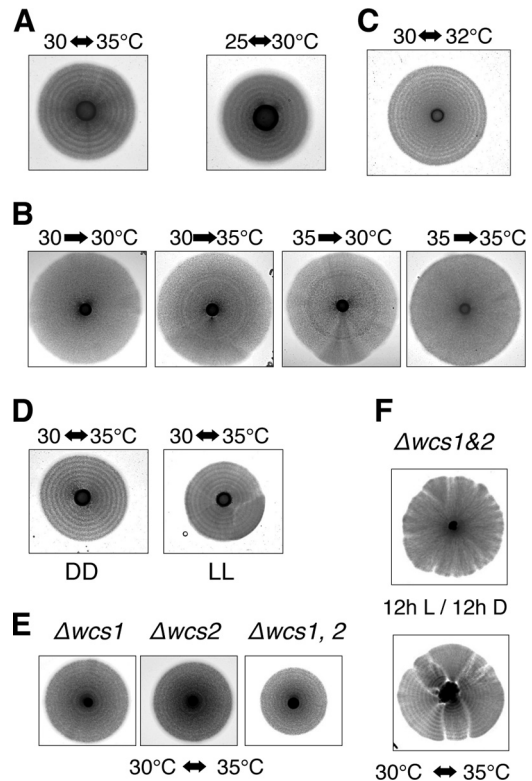 A
30 ⬌ 35°C
25⬌30°C
C
30 ⬌ 32°C
B
30 ➡ 30°C
30 ➡ 35°C
35 ➡ 30°C
35 ➡ 35°C
D
30 ⬌ 35°C
30 ⬌ 35°C
DD
LL
E
Δwcs1
Δwcs2
Δwcs1, 2
30°C ⬌ 35°C
F
Δwcs1&2
12h L / 12h D
30°C ⬌ 35°C